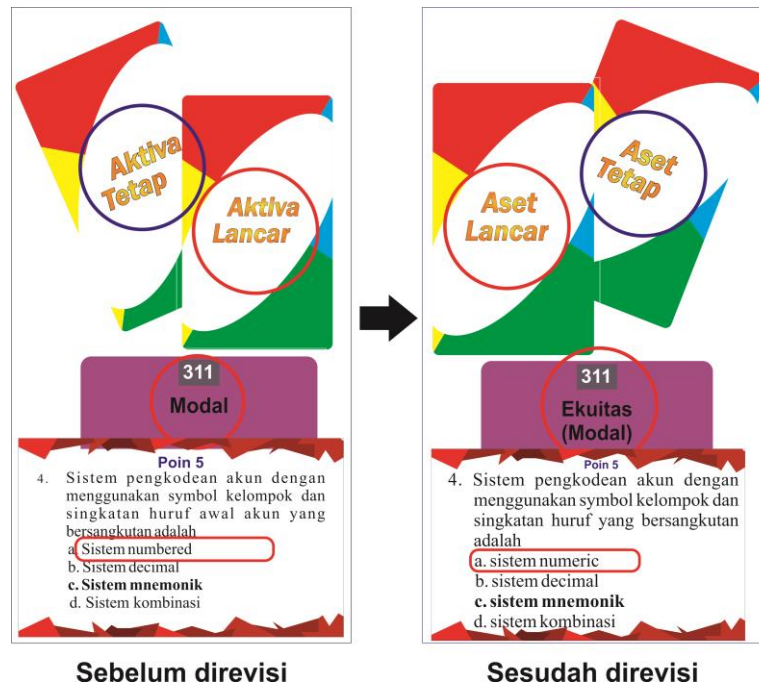 Aktiva
Tetap
Aktiva
Lancar
311
Modal
Poin 5
4. Sistem pengkodean akun dengan
menggunakan symbol kelompok dan
singkatan huruf awal akun yang
bersangkutan adalah
a. Sistem numbered
b. Sistem decimal
c. Sistem mnemonik
d. Sistem kombinasi
Sebelum direvisi
Aset
Lancar
Aset
Tetap
311
Ekuitas
(Modal)
Poin 5
4. Sistem pengkodean akun dengan
menggunakan symbol kelompok dan
singkatan huruf yang bersangkutan
adalah
a. sistem numeric
b. sistem decimal
c. sistem mnemonik
d. sistem kombinasi
Sesudah direvisi